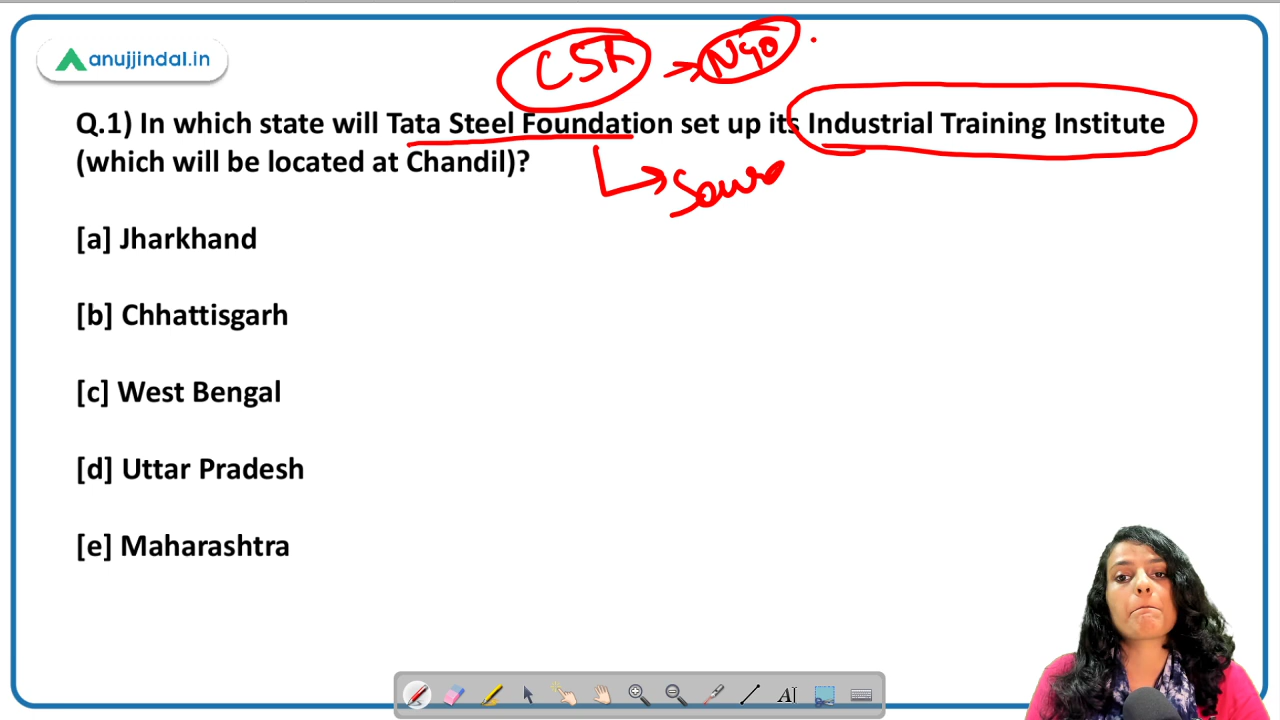 anujjindal.in
CSR → Ngo
Q.1) In which state will Tata Steel Foundation set up its Industrial Training Institute
(which will be located at Chandil)?
[a] Jharkhand
[b] Chhattisgarh
[c] West Bengal
[d] Uttar Pradesh
[e] Maharashtra
A